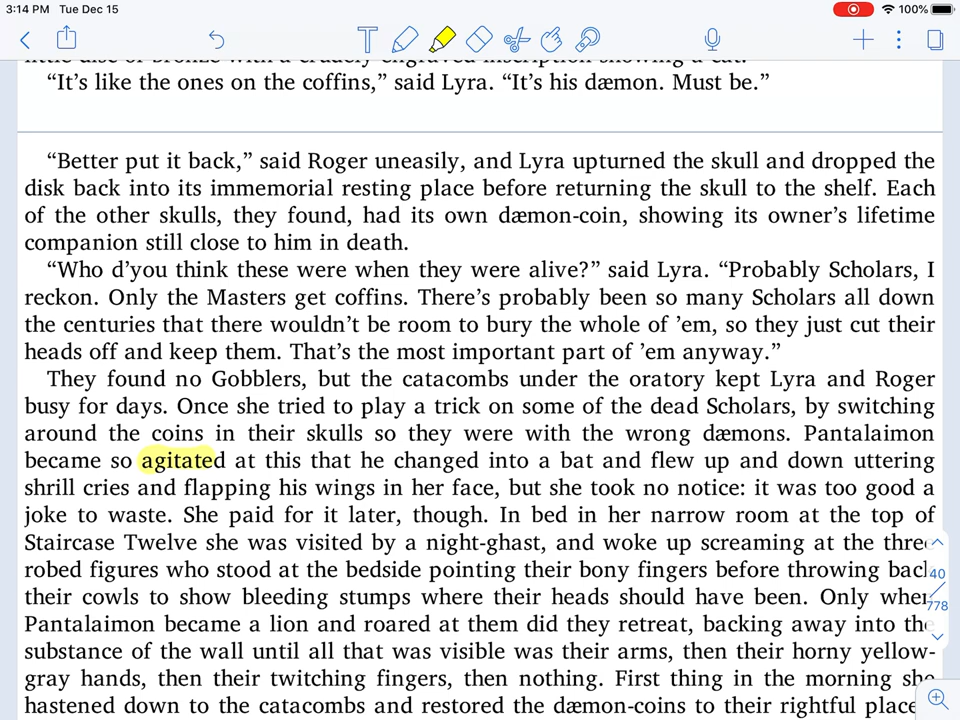 3:14 PM Tue Dec 15
100%
“It’s like the ones on the coffins,” said Lyra. “It’s his dæmon. Must be.”
“Better put it back,” said Roger uneasily, and Lyra upturned the skull and dropped the
disk back into its immemorial resting place before returning the skull to the shelf. Each
of the other skulls, they found, had its own dæmon-coin, showing its owner’s lifetime
companion still close to him in death.
“Who d’you think these were when they were alive?” said Lyra. “Probably Scholars, I
reckon. Only the Masters get coffins. There’s probably been so many Scholars all down
the centuries that there wouldn’t be room to bury the whole of ’em, so they just cut their
heads off and keep them. That’s the most important part of ’em anyway.”
They found no Gobblers, but the catacombs under the oratory kept Lyra and Roger
busy for days. Once she tried to play a trick on some of the dead Scholars, by switching
around the coins in their skulls so they were with the wrong dæmons. Pantalaimon
became so agitated at this that he changed into a bat and flew up and down uttering
shrill cries and flapping his wings in her face, but she took no notice: it was too good a
joke to waste. She paid for it later, though. In bed in her narrow room at the top of
Staircase Twelve she was visited by a night-ghast, and woke up screaming at the three
robed figures who stood at the bedside pointing their bony fingers before throwing back
their cowls to show bleeding stumps where their heads should have been. Only when
Pantalaimon became a lion and roared at them did they retreat, backing away into the
substance of the wall until all that was visible was their arms, then their horny yellow-
gray hands, then their twitching fingers, then nothing. First thing in the morning she
hastened down to the catacombs and restored the dæmon-coins to their rightful place
40
778